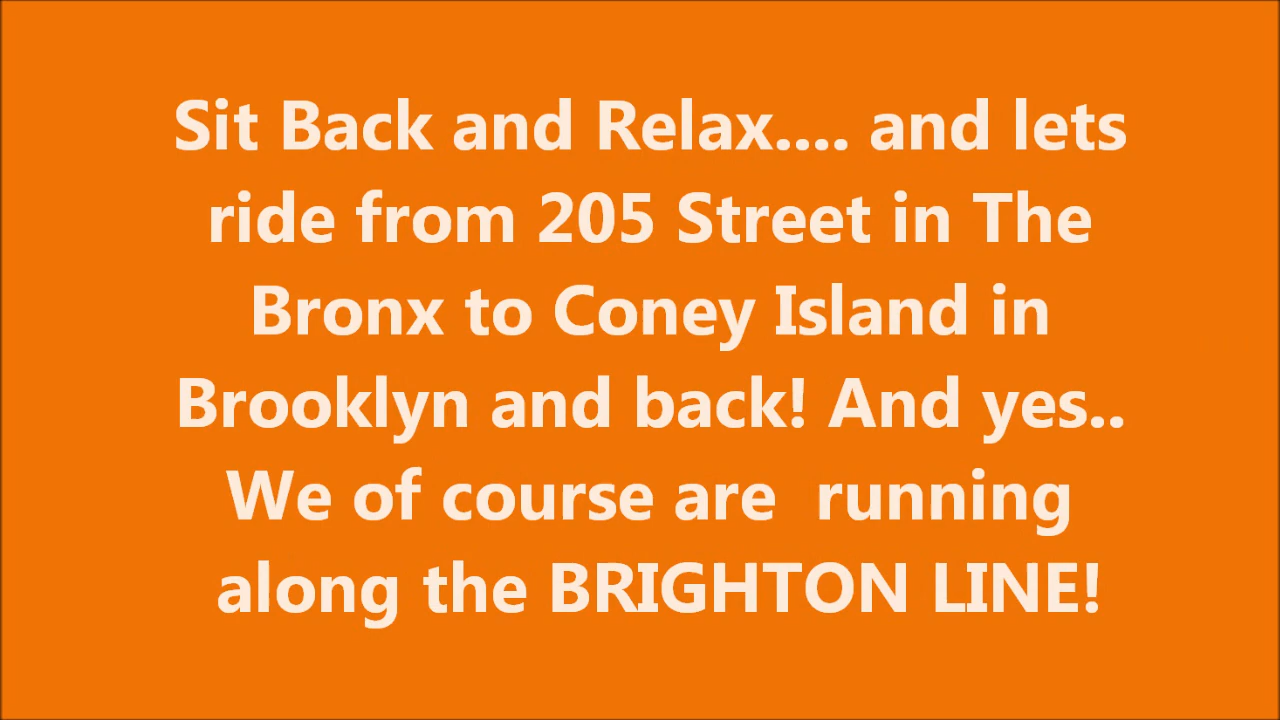 Sit Back and Relax.... and lets
ride from 205 Street in The
Bronx to Coney Island in
Brooklyn and back! And yes..
We of course are  running
along the BRIGHTON LINE!